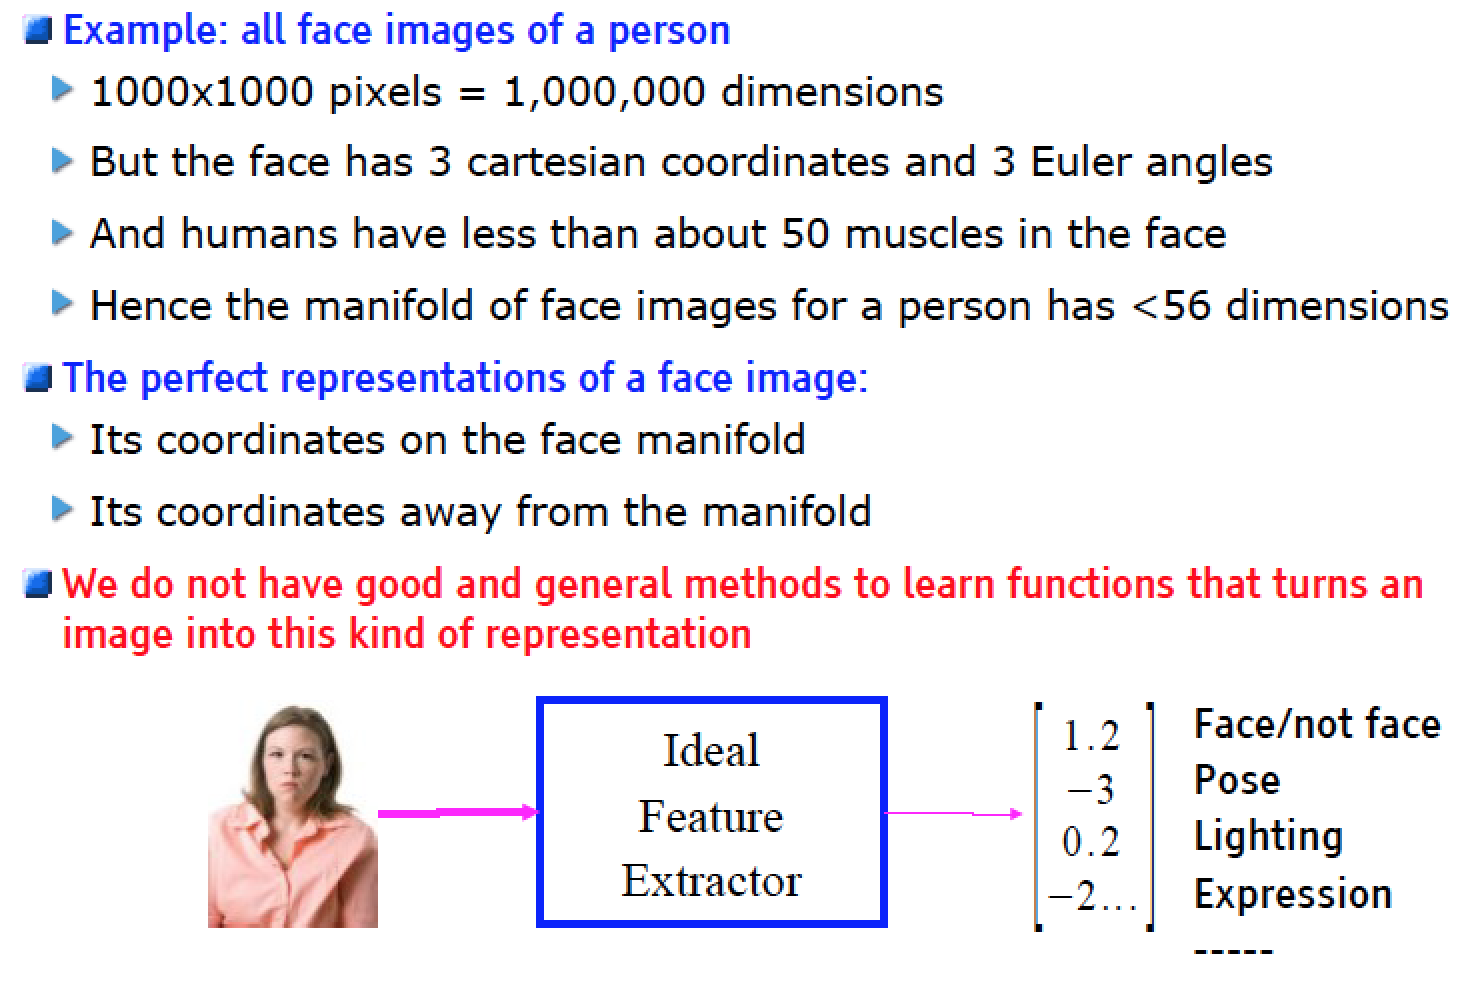 Example: all face images of a person
1000x1000 pixels = 1,000,000 dimensions
But the face has 3 cartesian coordinates and 3 Euler angles
And humans have less than about 50 muscles in the face
Hence the manifold of face images for a person has <56 dimensions
The perfect representations of a face image:
Its coordinates on the face manifold
Its coordinates away from the manifold
We do not have good and general methods to learn functions that turns an
image into this kind of representation
Ideal
Feature
Extractor
1.2
−3
0.2
−2...
Face/not face
Pose
Lighting
Expression
-----